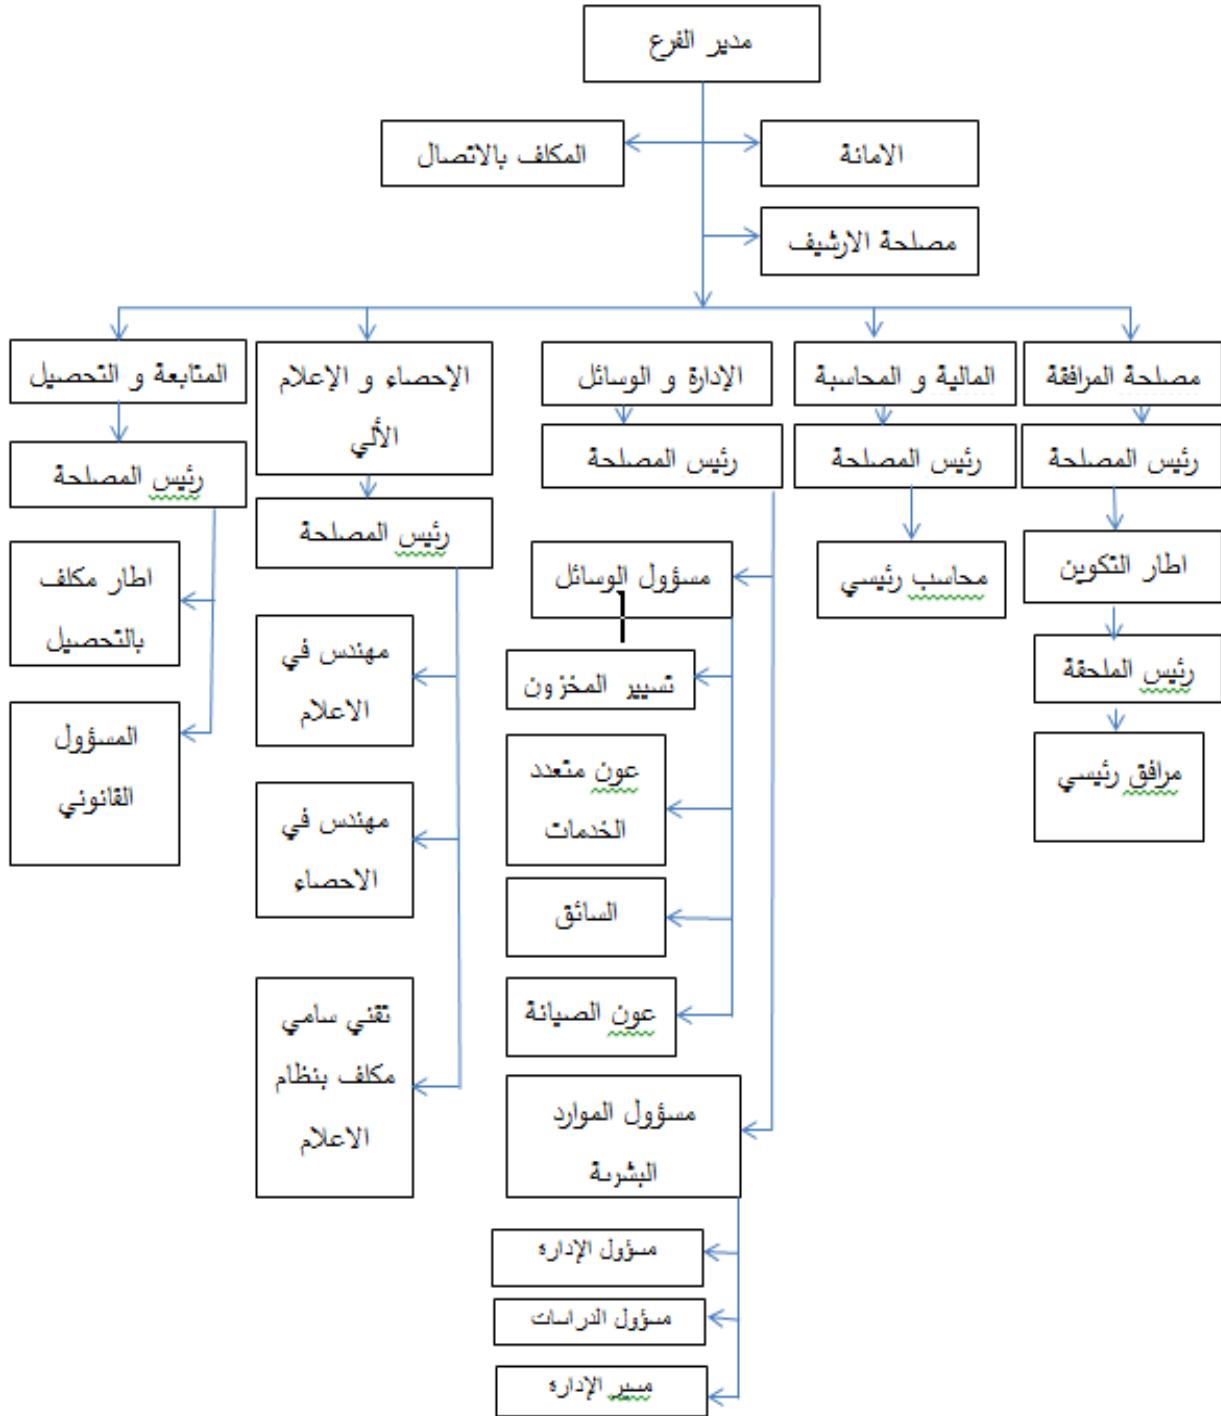 مدير الفرع
الامانة
المكلف بالاتصال
مصلحة الارشيف
مصلحة المرافقة
المالية و المحاسبة
الإدارة و الوسائل
الإحصاء و الإعلام
الألي
المتابعة و التحصيل
رئيس المصلحة
رئيس المصلحة
رئيس المصلحة
رئيس المصلحة
رئيس المصلحة
اطار التكوين
رئيس الملحقة
مرافق رئيسي
محاسب رئيسي
مسؤول الوسائل
تسيير المخزون
عون متعدد
الخدمات
السائق
عون الصيانة
مسؤول الموارد
البشرية
مسؤول الإدارة
مسؤول الدراسات
مسير الإدارة
مهندس في
الاعلام
مهندس في
الاحصاء
تقني سامي
مكلف بنظام
الاعلام
اطار مكلف
بالتحصيل
المسؤول
القانوني